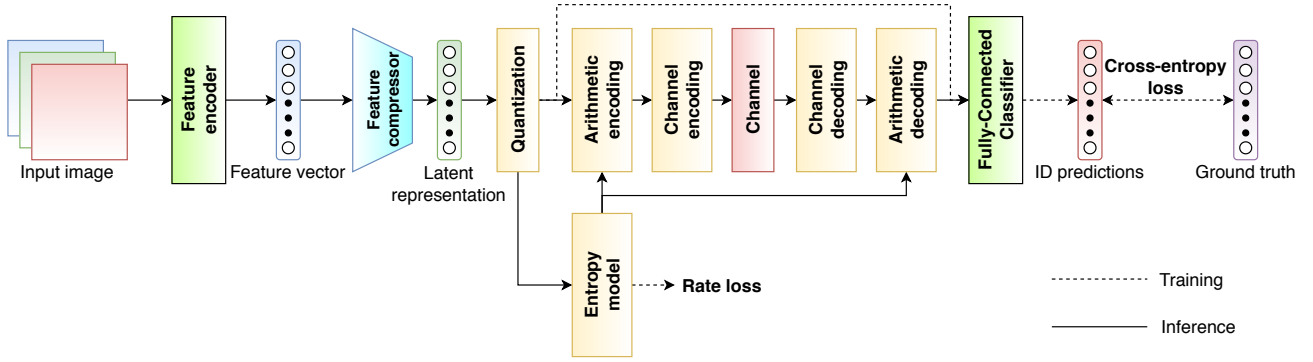 Input image
Feature
encoder
Feature vector
Feature
compressor
Latent
representation
Quantization
Arithmetic
encoding
Channel
encoding
Channel
Channel
decoding
Arithmetic
decoding
Fully-Connected
Classifier
ID predictions
Cross-entropy
loss
Ground truth
Entropy
model
Rate loss
Training
Inference